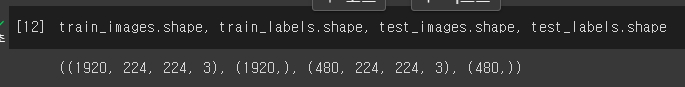 [12] train_images.shape, train_labels.shape, test_images.shape, test_labels.shape
((1920, 224, 224, 3), (1920,), (480, 224, 224, 3), (480,))